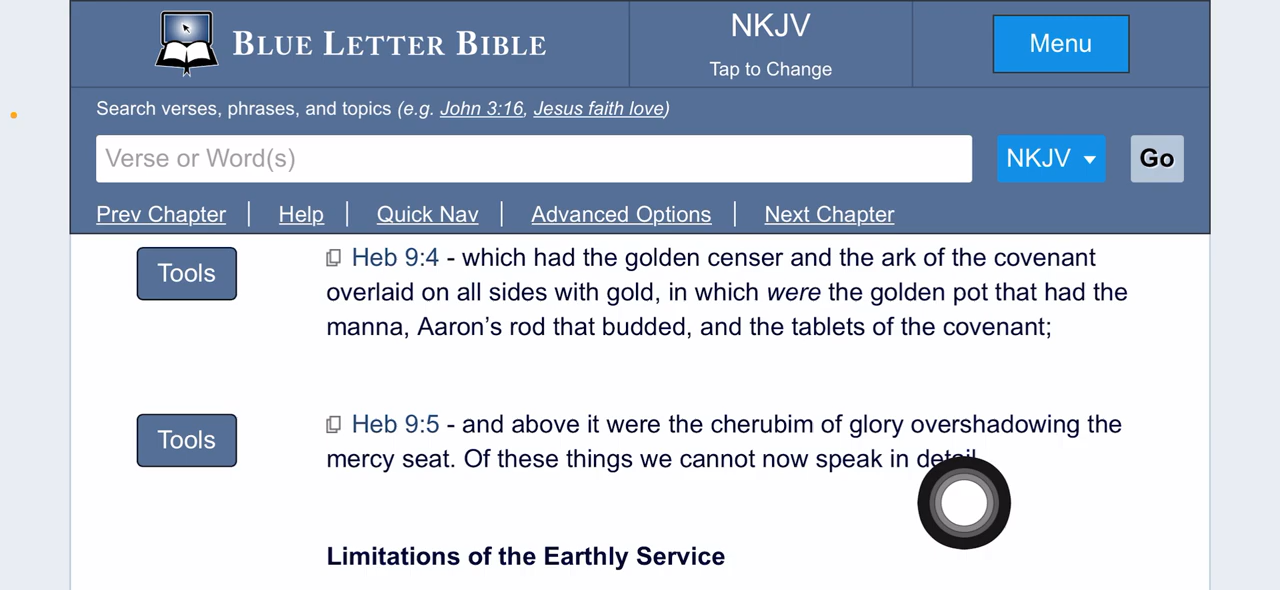 BLUE LETTER BIBLE
NKJV
Tap to Change
Menu
Search verses, phrases, and topics (e.g. John 3:16, Jesus faith love)
Verse or Word(s)
NKJV
Go
Prev Chapter | Help | Quick Nav | Advanced Options | Next Chapter
Tools
Heb 9:4 - which had the golden censer and the ark of the covenant
overlaid on all sides with gold, in which were the golden pot that had the
manna, Aaron’s rod that budded, and the tablets of the covenant;
Tools
Heb 9:5 - and above it were the cherubim of glory overshadowing the
mercy seat. Of these things we cannot now speak in detail
Limitations of the Earthly Service